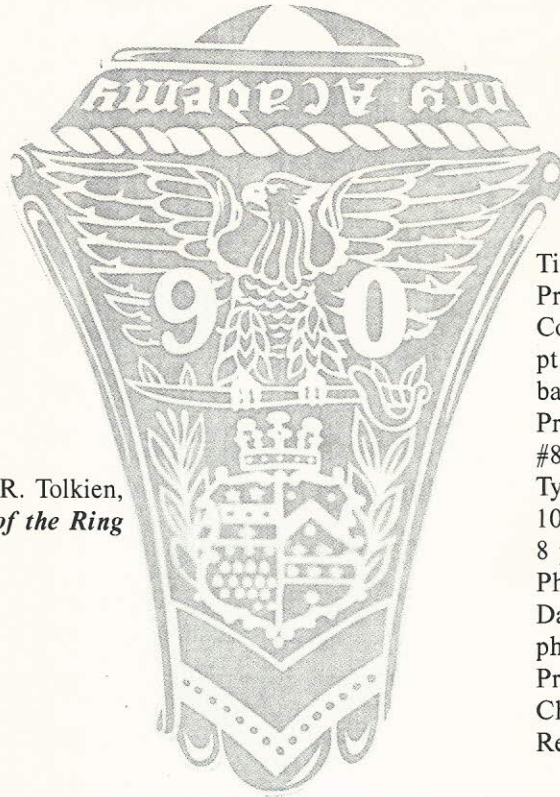 my Academy
9 0
R. Tolkien,
of the Ring
Ti
Pr
Co
pt
ba
Pr
#8
Ty
10
8
Ph
Da
ph
Pr
Ch
Re